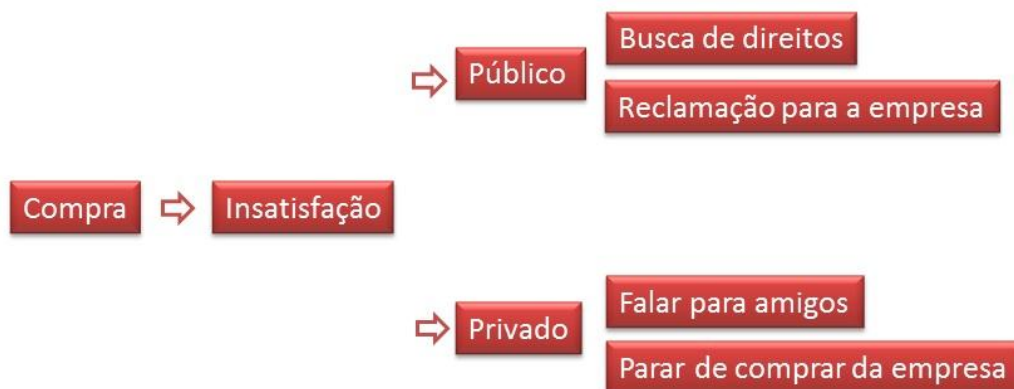 Busca de direitos
Público
Reclamação para a empresa
Compra
Insatisfação
Falar para amigos
Privado
Parar de comprar da empresa